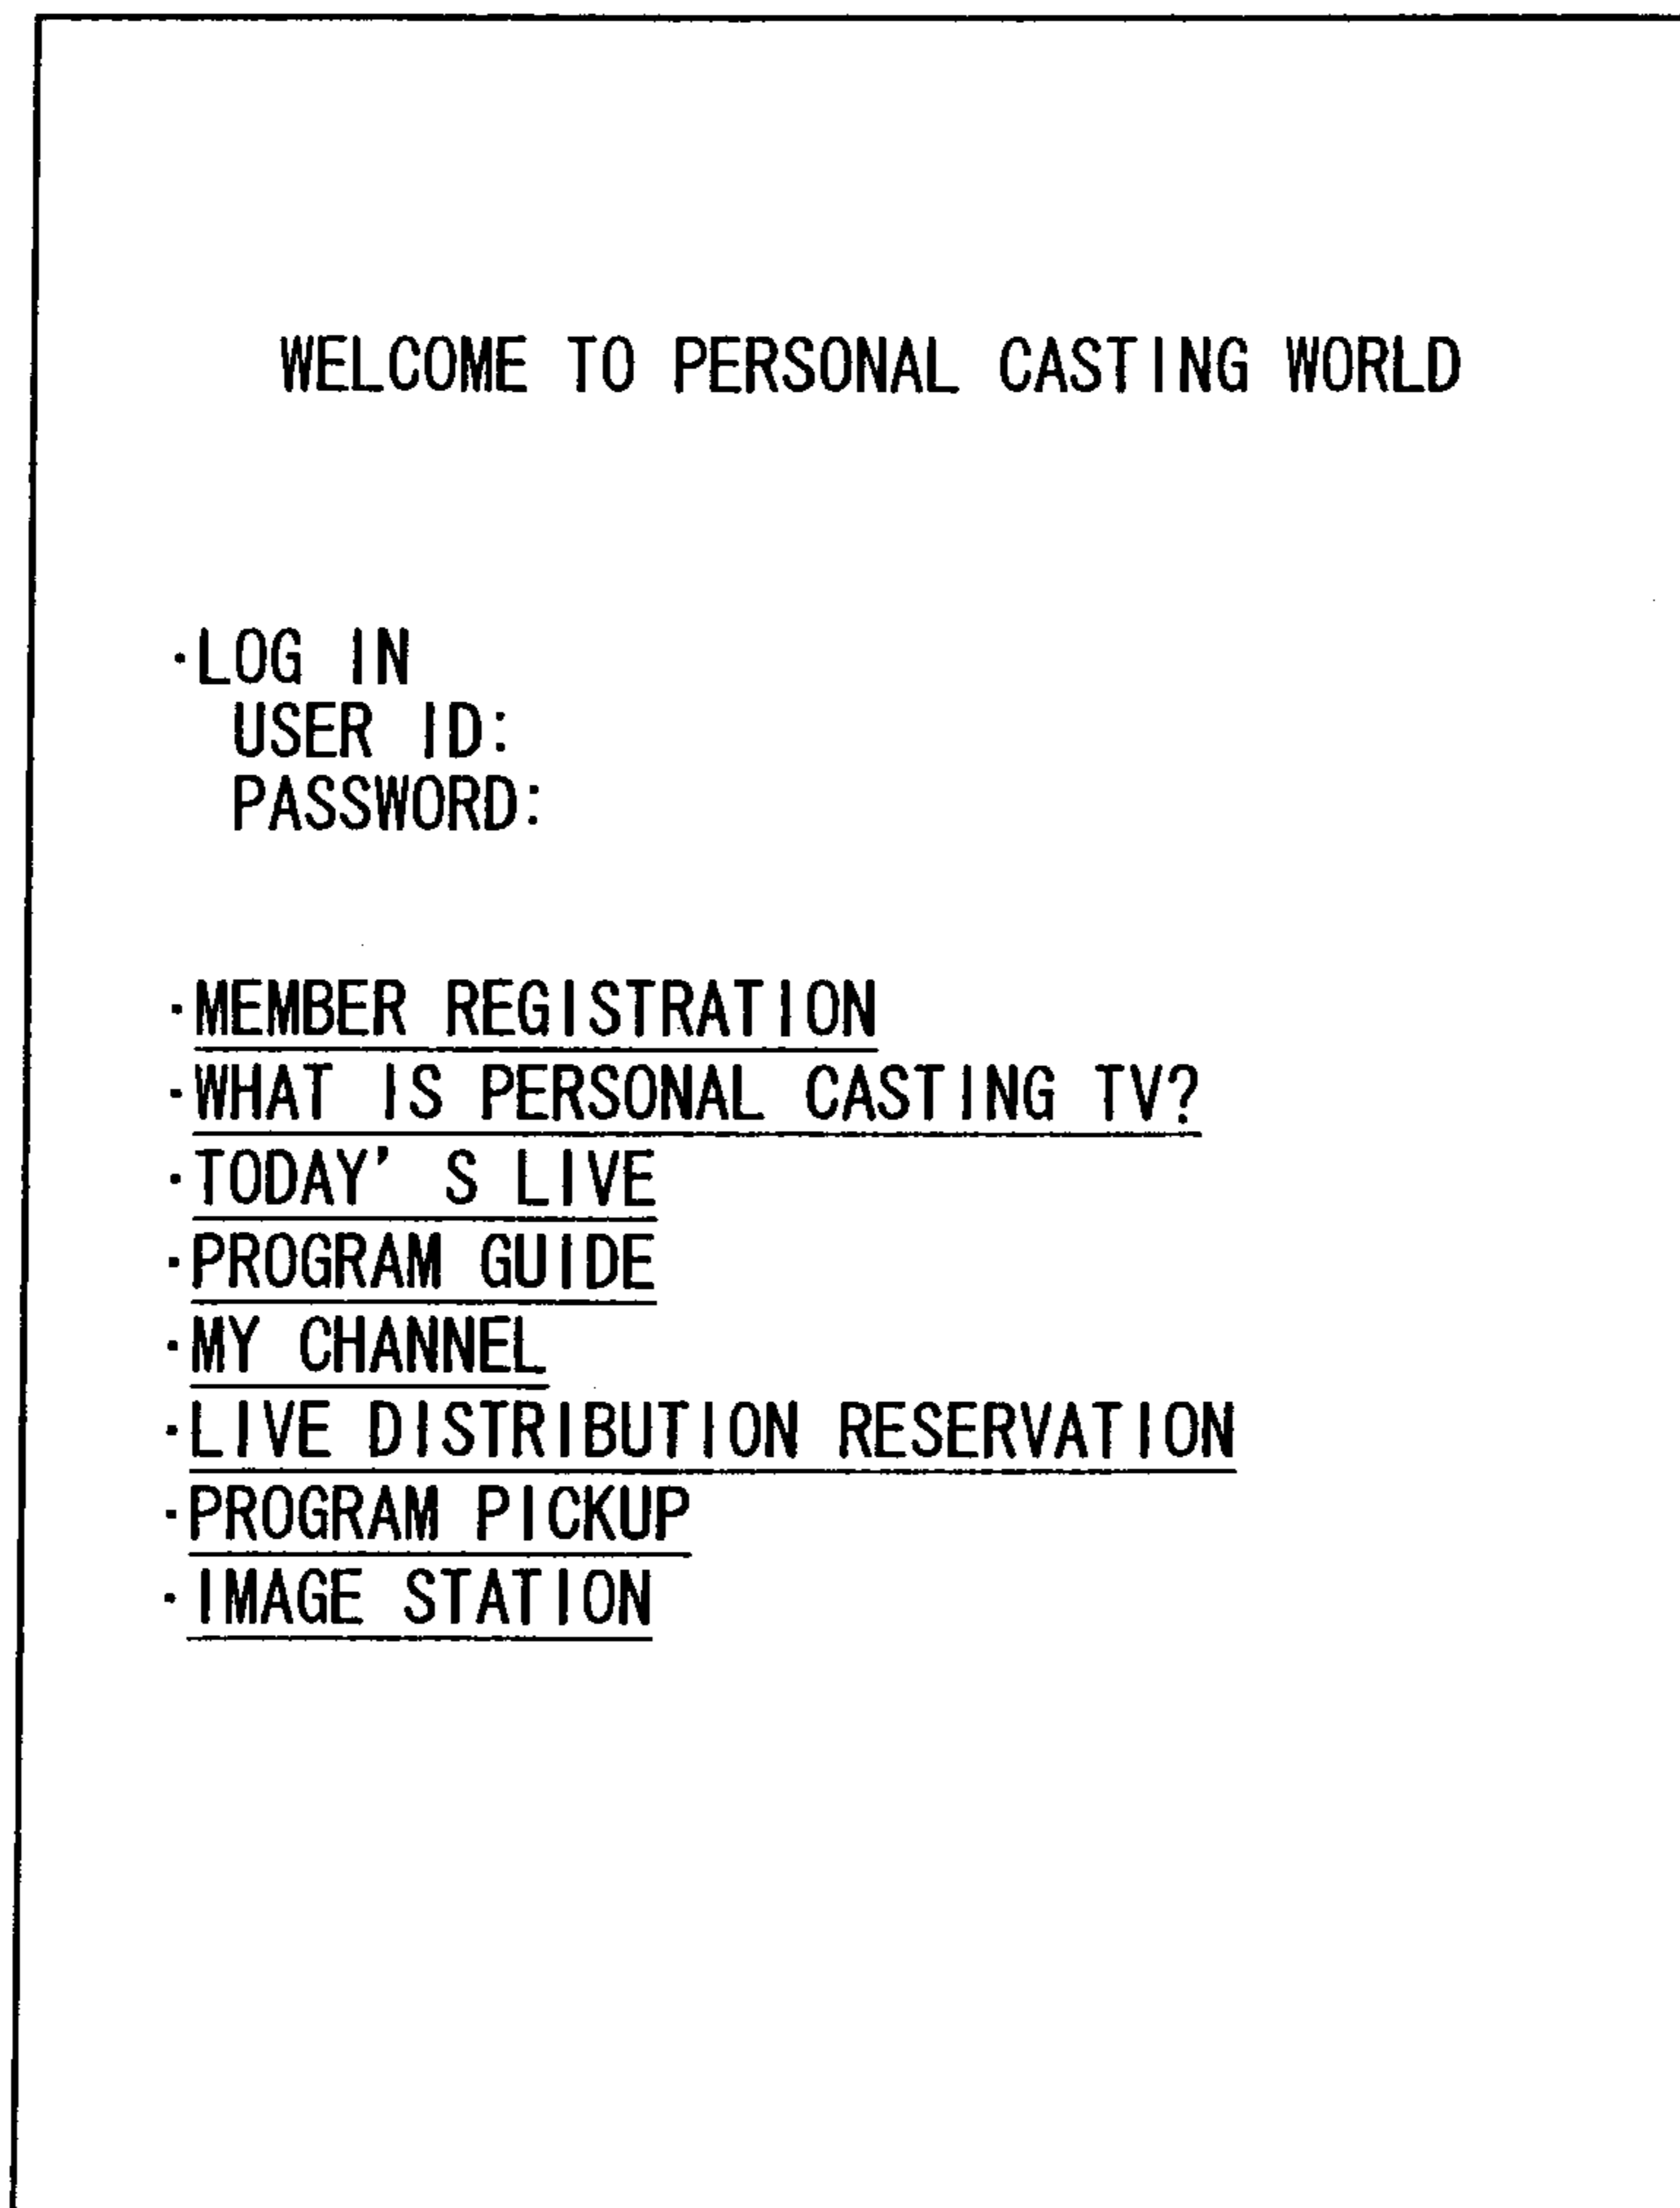 WELCOME TO PERSONAL CASTING WORLD
·LOG IN
USER ID:
PASSWORD:
·MEMBER REGISTRATION
·WHAT IS PERSONAL CASTING TV?
·TODAY' S LIVE
·PROGRAM GUIDE
·MY CHANNEL
·LIVE DISTRIBUTION RESERVATION
·PROGRAM PICKUP
·IMAGE STATION